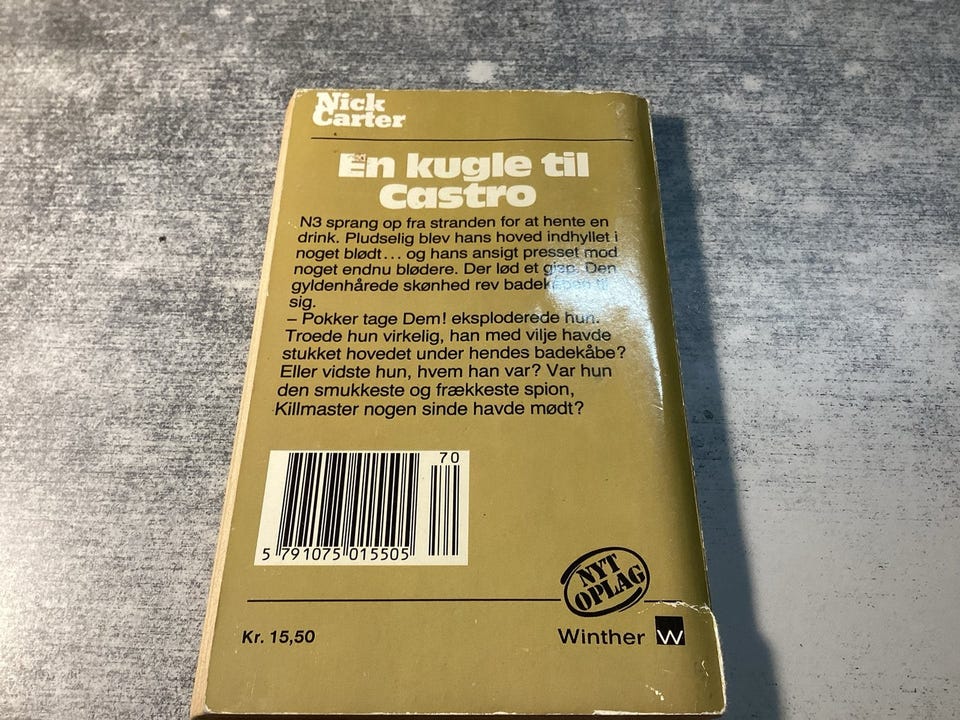 Nick
Carter
En kugle til
Castro
N3 sprang op fra stranden for at hente en
drink. Pludselig blev hans hoved indhyllet i
noget blødt... og hans ansigt presset mod
noget endnu blødere. Der lød et gisp. Den
gyldenhårede skønhed rev badekåben til
sig.
– Pokker tage Dem! eksploderede hun.
Troede hun virkelig, han med vilje havde
stukket hovedet under hendes badekåbe?
Eller vidste hun, hvem han var? Var hun
den smukkeste og frækkeste spion,
Killmaster nogen sinde havde mødt?
70
5 791075 015505
NYT
OPLAG
Kr. 15,50
Winther W